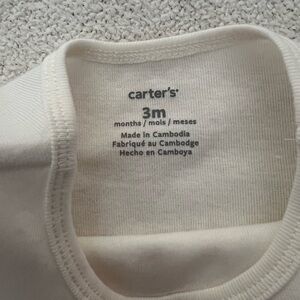 carter's®
3m
months / mois / meses
Made in Cambodia
Fabriqué au Cambodge
Hecho en Camboya